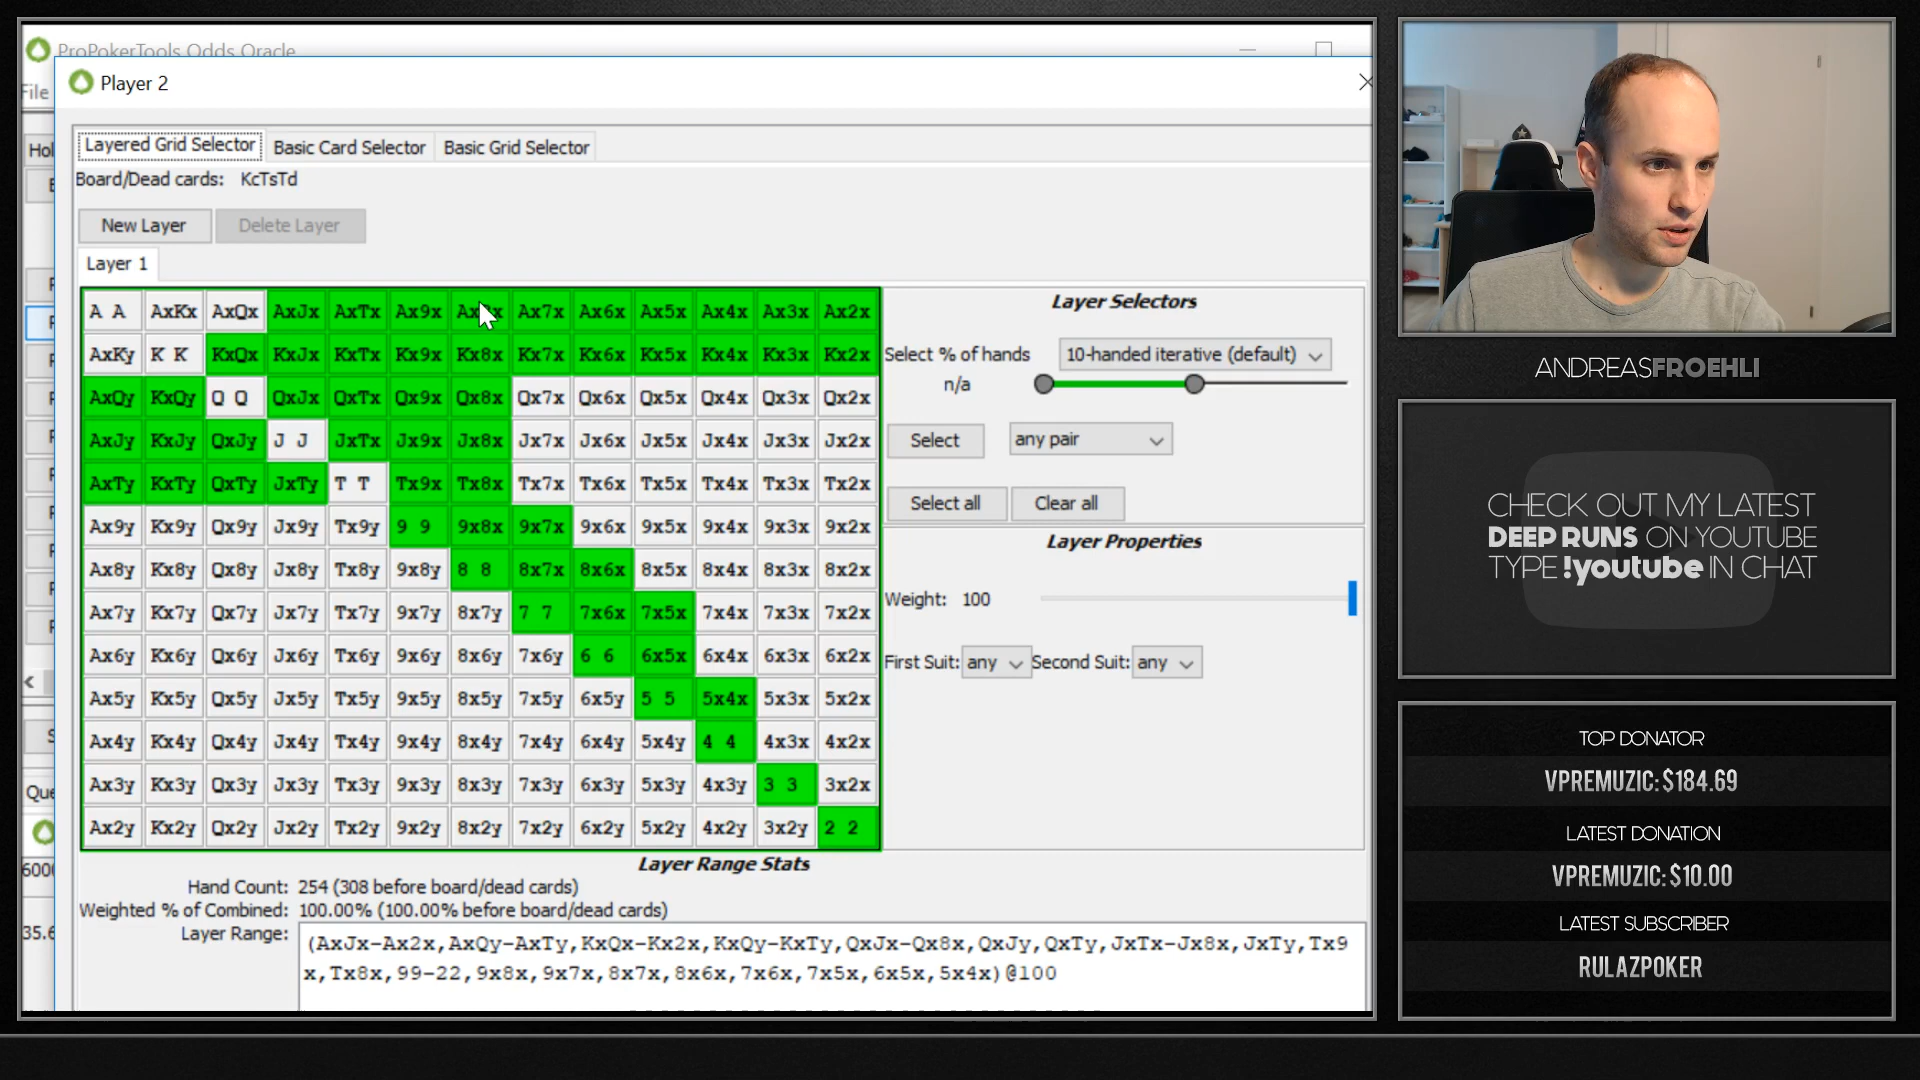 ProPokerTools Odds Oracle
File
Player 2
Layered Grid Selector Basic Card Selector Basic Grid Selector
Board/Dead cards: KcTsTd
New Layer Delete Layer
Layer 1
A A AxKx AxQx AxJx AxTx Ax9x Ax7x Ax6x Ax5x Ax4x Ax3x Ax2x
AxKy K K KxQx KxJx KxTx Kx9x Kx8x Kx7x Kx6x Kx5x Kx4x Kx3x Kx2x
AxQy KxQy Q Q QxJx QxTx Qx9x Qx8x Qx7x Qx6x Qx5x Qx4x Qx3x Qx2x
AxJy KxJy QxJy J J JxTx Jx9x Jx8x Jx7x Jx6x Jx5x Jx4x Jx3x Jx2x
AxTy KxTy QxTy JxTy T T Tx9x Tx8x Tx7x Tx6x Tx5x Tx4x Tx3x Tx2x
Ax9y Kx9y Qx9y Jx9y Tx9y 9 9 9x8x 9x7x 9x6x 9x5x 9x4x 9x3x 9x2x
Ax8y Kx8y Qx8y Jx8y Tx8y 9x8y 8 8 8x7x 8x6x 8x5x 8x4x 8x3x 8x2x
Ax7y Kx7y Qx7y Jx7y Tx7y 9x7y 8x7y 7 7 7x6x 7x5x 7x4x 7x3x 7x2x
Ax6y Kx6y Qx6y Jx6y Tx6y 9x6y 8x6y 7x6y 6 6 6x5x 6x4x 6x3x 6x2x
Ax5y Kx5y Qx5y Jx5y Tx5y 9x5y 8x5y 7x5y 6x5y 5 5 5x4x 5x3x 5x2x
Ax4y Kx4y Qx4y Jx4y Tx4y 9x4y 8x4y 7x4y 6x4y 5x4y 4 4 4x3x 4x2x
Ax3y Kx3y Qx3y Jx3y Tx3y 9x3y 8x3y 7x3y 6x3y 5x3y 4x3y 3 3 3x2x
Ax2y Kx2y Qx2y Jx2y Tx2y 9x2y 8x2y 7x2y 6x2y 5x2y 4x2y 3x2y 2 2
Layer Selectors
Select % of hands 10-handed iterative (default)
n/a
Select any pair
Select all Clear all
Layer Properties
Weight: 100
First Suit: any Second Suit: any
Layer Range Stats
Hand Count: 254 (308 before board/dead cards)
Weighted % of Combined: 100.00% (100.00% before board/dead cards)
Layer Range: (AxJx-Ax2x,AxQy-AxTy,KxQx-Kx2x,KxQy-KxTy,QxJx-Qx8x,QxJy,QxTy,JxTx-Jx8x,JxTy,Tx9
x,Tx8x,99-22,9x8x,9x7x,8x7x,8x6x,7x6x,7x5x,6x5x,5x4x)@100
ANDREASFROEHLI
CHECK OUT MY LATEST
DEEP RUNS ON YOUTUBE
TYPE !youtube IN CHAT
TOP DONATOR
VPREMUZIC: $184.69
LATEST DONATION
VPREMUZIC: $10.00
LATEST SUBSCRIBER
RULAZPOKER